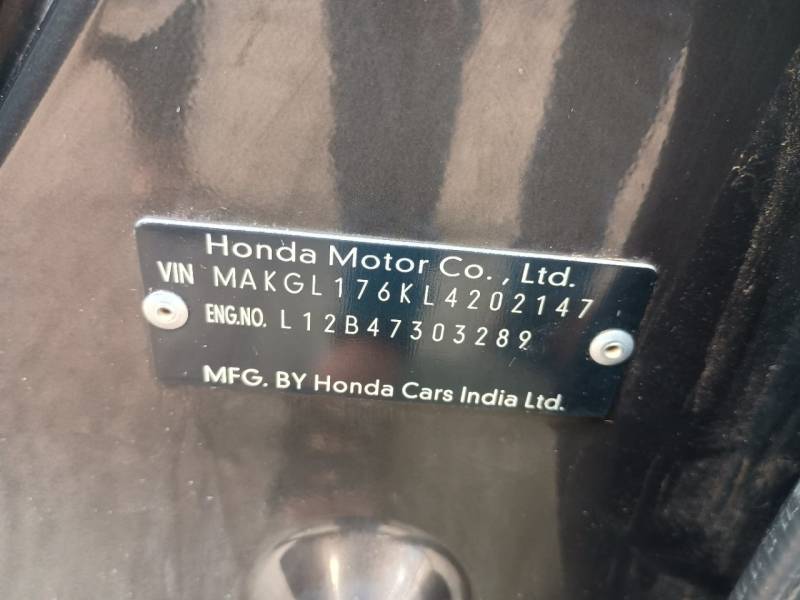 Honda Motor Co., Ltd.
VIN MAKGL176KL4202147
ENG.NO. L12B47303289
MFG. BY Honda Cars India Ltd.